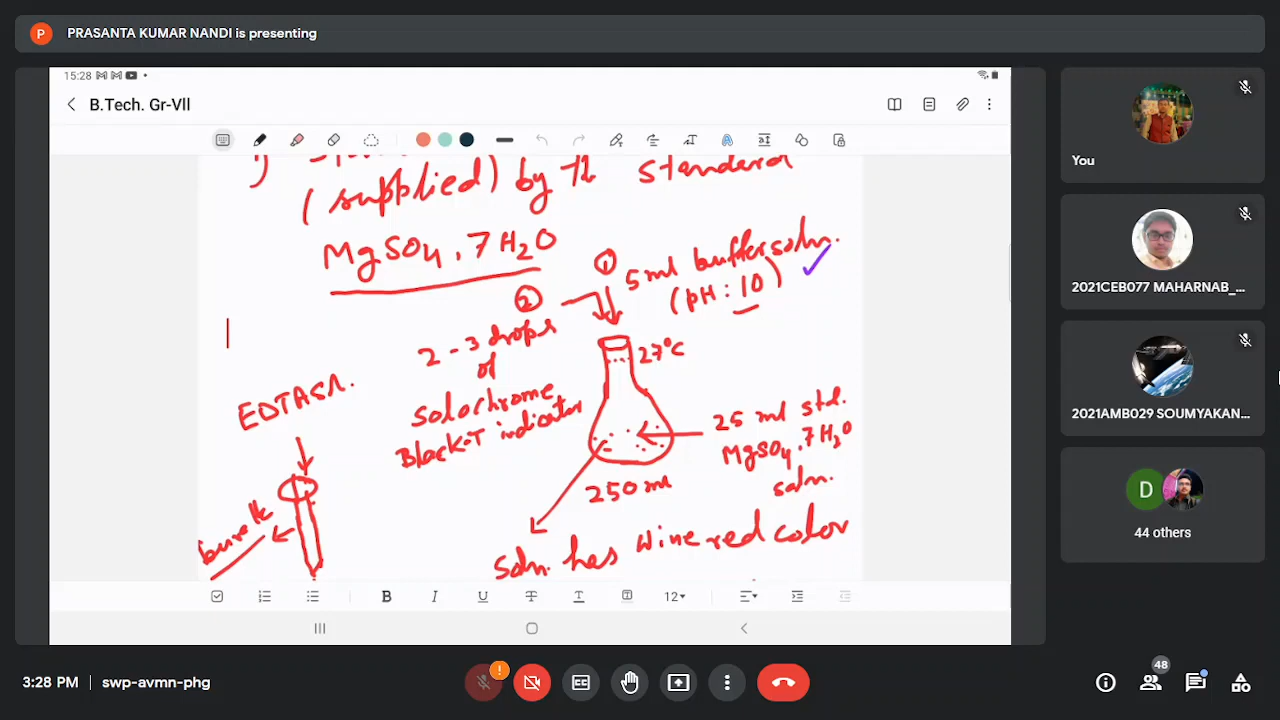 PRASANTA KUMAR NANDI is presenting
15:28
B.Tech. Gr-VII
(supplied) by the standard
MgSO4.7H2O
① 5 ml buffer soln.
(pH : 10)
②
2-3 drops
of
Solochrome
Black-T indicator
27°C
EDTA Sn.
burette
25 ml std.
MgSO4.7H2O
soln.
250 ml
Soln. has wine red color
B I U T T 12
You
2021CEB077 MAHARNAB_...
2021AMB029 SOUMYAKAN...
D
44 others
3:28 PM | swp-avmn-phg
48